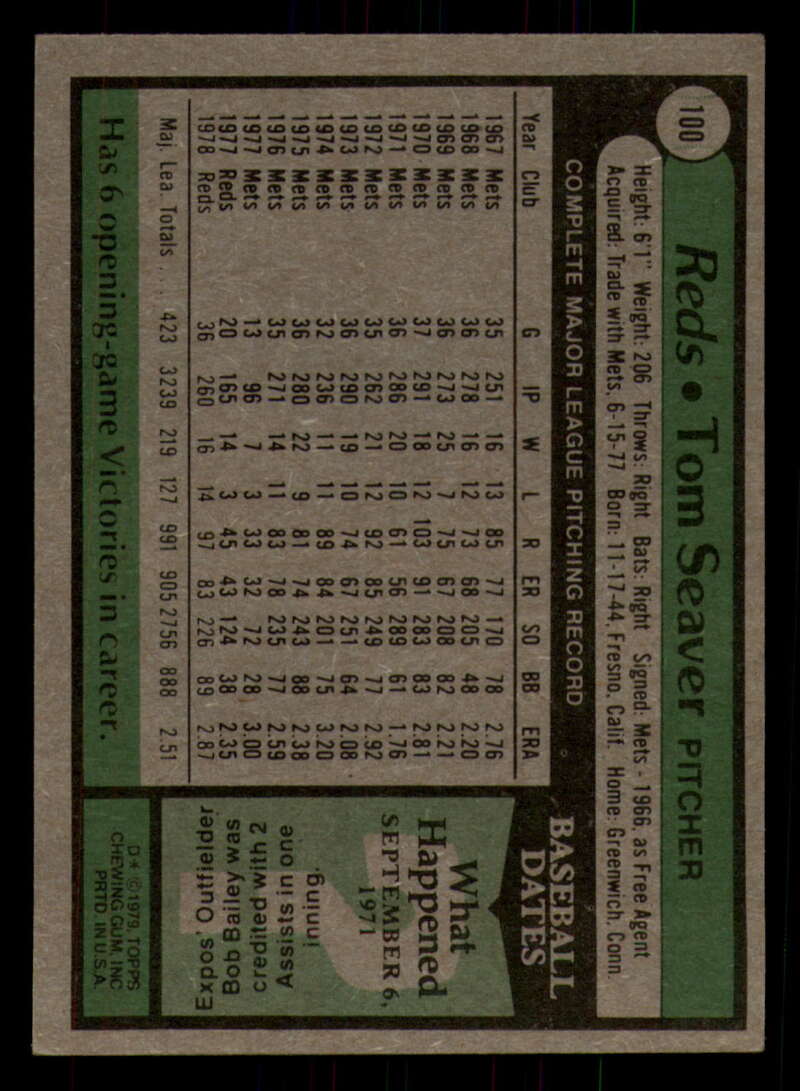 100
Reds • Tom Seaver PITCHER
Height: 6'1" Weight: 206 Throws: Right Bats: Right Signed: Mets - 1966, as Free Agent
Acquired: Trade with Mets, 6-15-77 Born: 11-17-44, Fresno, Calif. Home: Greenwich, Conn.
COMPLETE MAJOR LEAGUE PITCHING RECORD
Year Club G IP W L R ER SO BB ERA
1967 Mets 35 251 16 13 85 77 170 78 2.76
1968 Mets 36 278 16 12 73 68 205 48 2.20
1969 Mets 36 273 25 7 75 67 208 82 2.21
1970 Mets 37 291 18 12 103 91 283 83 2.81
1971 Mets 36 286 20 10 61 56 289 61 1.76
1972 Mets 35 262 21 12 92 85 249 77 2.92
1973 Mets 36 290 19 10 74 67 251 64 2.08
1974 Mets 32 236 11 11 89 84 201 75 3.20
1975 Mets 36 280 22 9 81 74 243 88 2.38
1976 Mets 35 271 14 11 83 78 235 77 2.59
1977 Mets 13 96 7 3 33 32 72 28 3.00
1977 Reds 20 165 14 3 45 43 124 38 2.35
1978 Reds 36 260 16 14 97 83 226 89 2.87
Maj. Lea. Totals . . . 423 3239 219 127 991 905 2756 888 2.51
Has 6 opening-game Victories in career.
BASEBALL
DATES
What
Happened
SEPTEMBER 6,
1971
Expos' Outfielder
Bob Bailey was
credited with 2
Assists in one
inning.
D* © 1979, TOPPS
CHEWING GUM, INC
PRTD. IN U.S.A.